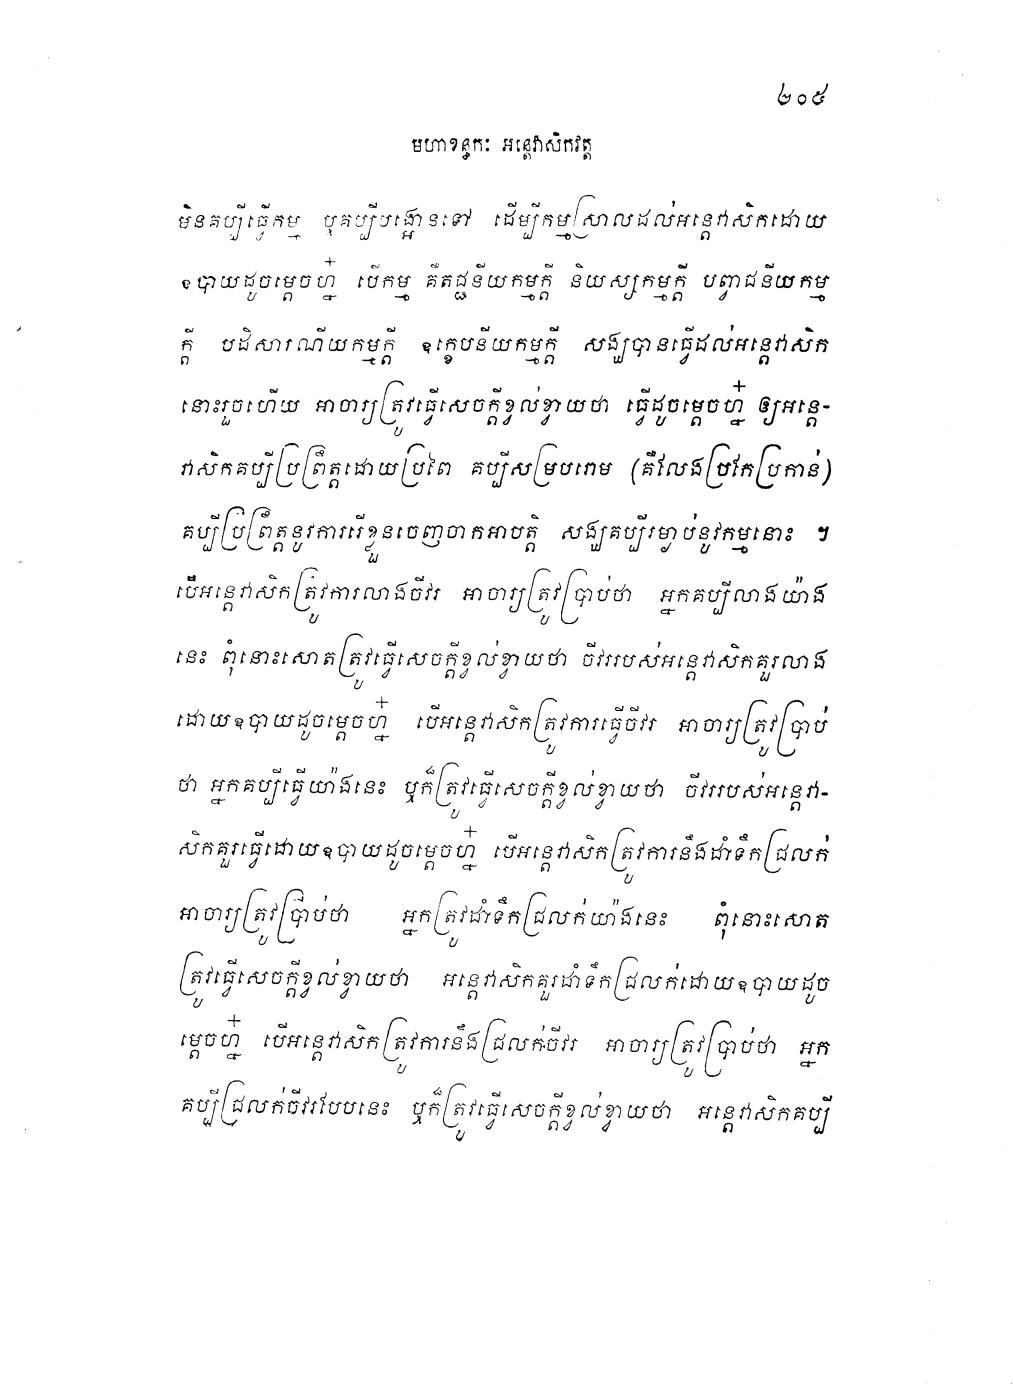 ២០៥
មហាខន្ធកៈ អន្តេវាសិកវត្ត
មិនគប្បីធ្វើកម្ម ឬគប្បីបង្អោនទៅ ដើម្បីកម្មស្រាលដល់អន្តេវាសិកដោយ
ឧបាយដូចម្តេចហ្ន៎ បើកម្ម គឺតជ្ជនីយកម្មក្តី និយស្សកម្មក្តី បព្វាជនីយកម្ម
ក្តី បដិសារណីយកម្មក្តី ឧក្ខេបនីយកម្មក្តី សង្ឃបានធ្វើដល់អន្តេវាសិក
នោះរួចហើយ អាចារ្យត្រូវធ្វើសេចក្តីខ្វល់ខ្វាយថា ធ្វើដូចម្តេចហ្ន៎ ឲ្យអន្តេ-
វាសិកគប្បីប្រព្រឹត្តដោយប្រពៃ គប្បីសម្របរោម (គឺលែងប្រកែប្រកាន់)
គប្បីប្រព្រឹត្តនូវការរើខ្លួនចេញចាកអាបត្តិ សង្ឃគប្បីរម្ងាប់នូវកម្មនោះ ។
បើអន្តេវាសិកត្រូវការលាងចីវរ អាចារ្យត្រូវប្រាប់ថា អ្នកគប្បីលាងយ៉ាង
នេះ ពុំនោះសោតត្រូវធ្វើសេចក្តីខ្វល់ខ្វាយថា ចីវររបស់អន្តេវាសិកគួរលាង
ដោយឧបាយដូចម្តេចហ្ន៎ បើអន្តេវាសិកត្រូវការធ្វើចីវរ អាចារ្យត្រូវប្រាប់
ថា អ្នកគប្បីធ្វើយ៉ាងនេះ ឬក៏ត្រូវធ្វើសេចក្តីខ្វល់ខ្វាយថា ចីវររបស់អន្តេវា-
សិកគួរធ្វើដោយឧបាយដូចម្តេចហ្ន៎ បើអន្តេវាសិកត្រូវការនឹងដាំទឹកជ្រលក់
អាចារ្យត្រូវប្រាប់ថា អ្នកត្រូវដាំទឹកជ្រលក់យ៉ាងនេះ ពុំនោះសោត
ត្រូវធ្វើសេចក្តីខ្វល់ខ្វាយថា អន្តេវាសិកគួរដាំទឹកជ្រលក់ដោយឧបាយដូច
ម្តេចហ្ន៎ បើអន្តេវាសិកត្រូវការនឹងជ្រលក់ចីវរ អាចារ្យត្រូវប្រាប់ថា អ្នក
គប្បីជ្រលក់ចីវរបែបនេះ ឬក៏ត្រូវធ្វើសេចក្តីខ្វល់ខ្វាយថា អន្តេវាសិកគប្បី